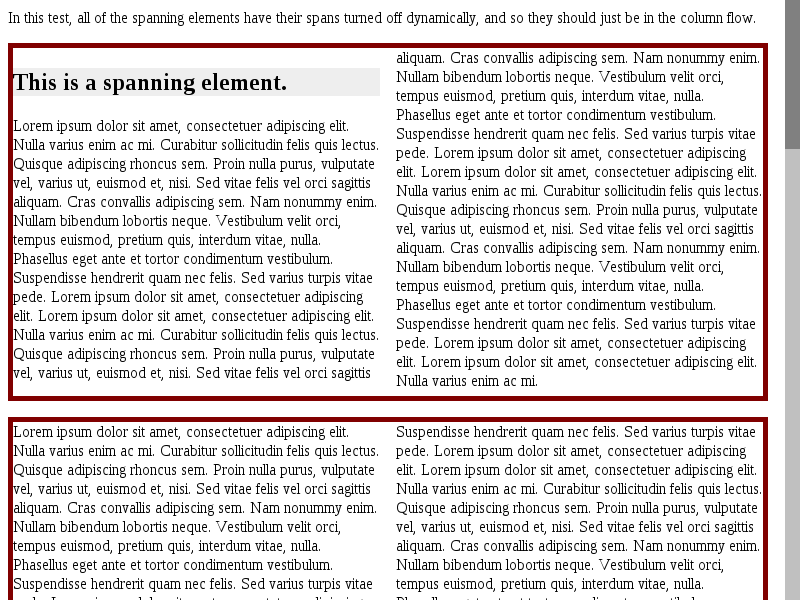 In this test, all of the spanning elements have their spans turned off dynamically, and so they should just be in the column flow.
This is a spanning element.
Lorem ipsum dolor sit amet, consectetuer adipiscing elit.
Nulla varius enim ac mi. Curabitur sollicitudin felis quis lectus.
Quisque adipiscing rhoncus sem. Proin nulla purus, vulputate
vel, varius ut, euismod et, nisi. Sed vitae felis vel orci sagittis
aliquam. Cras convallis adipiscing sem. Nam nonummy enim.
Nullam bibendum lobortis neque. Vestibulum velit orci,
tempus euismod, pretium quis, interdum vitae, nulla.
Phasellus eget ante et tortor condimentum vestibulum.
Suspendisse hendrerit quam nec felis. Sed varius turpis vitae
pede. Lorem ipsum dolor sit amet, consectetuer adipiscing
elit. Lorem ipsum dolor sit amet, consectetuer adipiscing elit.
Nulla varius enim ac mi. Curabitur sollicitudin felis quis lectus.
Quisque adipiscing rhoncus sem. Proin nulla purus, vulputate
vel, varius ut, euismod et, nisi. Sed vitae felis vel orci sagittis
aliquam. Cras convallis adipiscing sem. Nam nonummy enim.
Nullam bibendum lobortis neque. Vestibulum velit orci,
tempus euismod, pretium quis, interdum vitae, nulla.
Phasellus eget ante et tortor condimentum vestibulum.
Suspendisse hendrerit quam nec felis. Sed varius turpis vitae
pede. Lorem ipsum dolor sit amet, consectetuer adipiscing
elit. Lorem ipsum dolor sit amet, consectetuer adipiscing elit.
Nulla varius enim ac mi. Curabitur sollicitudin felis quis lectus.
Quisque adipiscing rhoncus sem. Proin nulla purus, vulputate
vel, varius ut, euismod et, nisi. Sed vitae felis vel orci sagittis
aliquam. Cras convallis adipiscing sem. Nam nonummy enim.
Nullam bibendum lobortis neque. Vestibulum velit orci,
tempus euismod, pretium quis, interdum vitae, nulla.
Phasellus eget ante et tortor condimentum vestibulum.
Suspendisse hendrerit quam nec felis. Sed varius turpis vitae
pede. Lorem ipsum dolor sit amet, consectetuer adipiscing
elit. Lorem ipsum dolor sit amet, consectetuer adipiscing elit.
Nulla varius enim ac mi.
Lorem ipsum dolor sit amet, consectetuer adipiscing elit.
Nulla varius enim ac mi. Curabitur sollicitudin felis quis lectus.
Quisque adipiscing rhoncus sem. Proin nulla purus, vulputate
vel, varius ut, euismod et, nisi. Sed vitae felis vel orci sagittis
aliquam. Cras convallis adipiscing sem. Nam nonummy enim.
Nullam bibendum lobortis neque. Vestibulum velit orci,
tempus euismod, pretium quis, interdum vitae, nulla.
Phasellus eget ante et tortor condimentum vestibulum.
Suspendisse hendrerit quam nec felis. Sed varius turpis vitae
Suspendisse hendrerit quam nec felis. Sed varius turpis vitae
pede. Lorem ipsum dolor sit amet, consectetuer adipiscing
elit. Lorem ipsum dolor sit amet, consectetuer adipiscing elit.
Nulla varius enim ac mi. Curabitur sollicitudin felis quis lectus.
Quisque adipiscing rhoncus sem. Proin nulla purus, vulputate
vel, varius ut, euismod et, nisi. Sed vitae felis vel orci sagittis
aliquam. Cras convallis adipiscing sem. Nam nonummy enim.
Nullam bibendum lobortis neque. Vestibulum velit orci,
tempus euismod, pretium quis, interdum vitae, nulla.